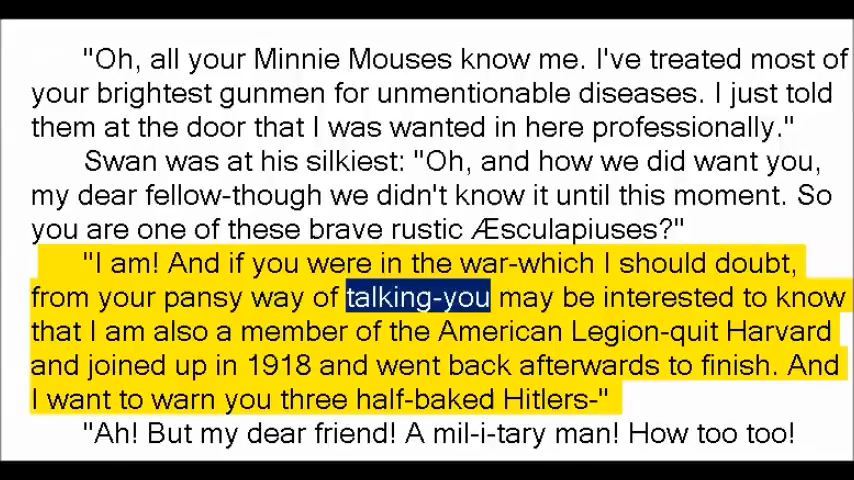 "Oh, all your Minnie Mouses know me. I've treated most of
your brightest gunmen for unmentionable diseases. I just told
them at the door that I was wanted in here professionally."
Swan was at his silkiest: "Oh, and how we did want you,
my dear fellow-though we didn't know it until this moment. So
you are one of these brave rustic Æsculapiuses?"
"I am! And if you were in the war-which I should doubt,
from your pansy way of talking-you may be interested to know
that I am also a member of the American Legion-quit Harvard
and joined up in 1918 and went back afterwards to finish. And
I want to warn you three half-baked Hitlers-"
"Ah! But my dear friend! A mil-i-tary man! How too too!